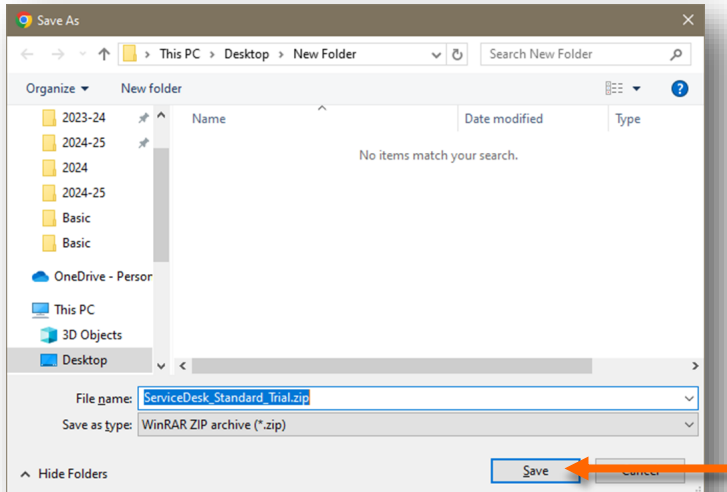 Save As
This PC > Desktop > New Folder
Search New Folder
Organize
New folder
2023-24
2024-25
2024
2024-25
Basic
Basic
OneDrive - Person
This PC
3D Objects
Desktop
Name
Date modified
Type
No items match your search.
File name: ServiceDesk_Standard_Trial.zip
Save as type: WinRAR ZIP archive (*.zip)
Hide Folders
Save
Cancel